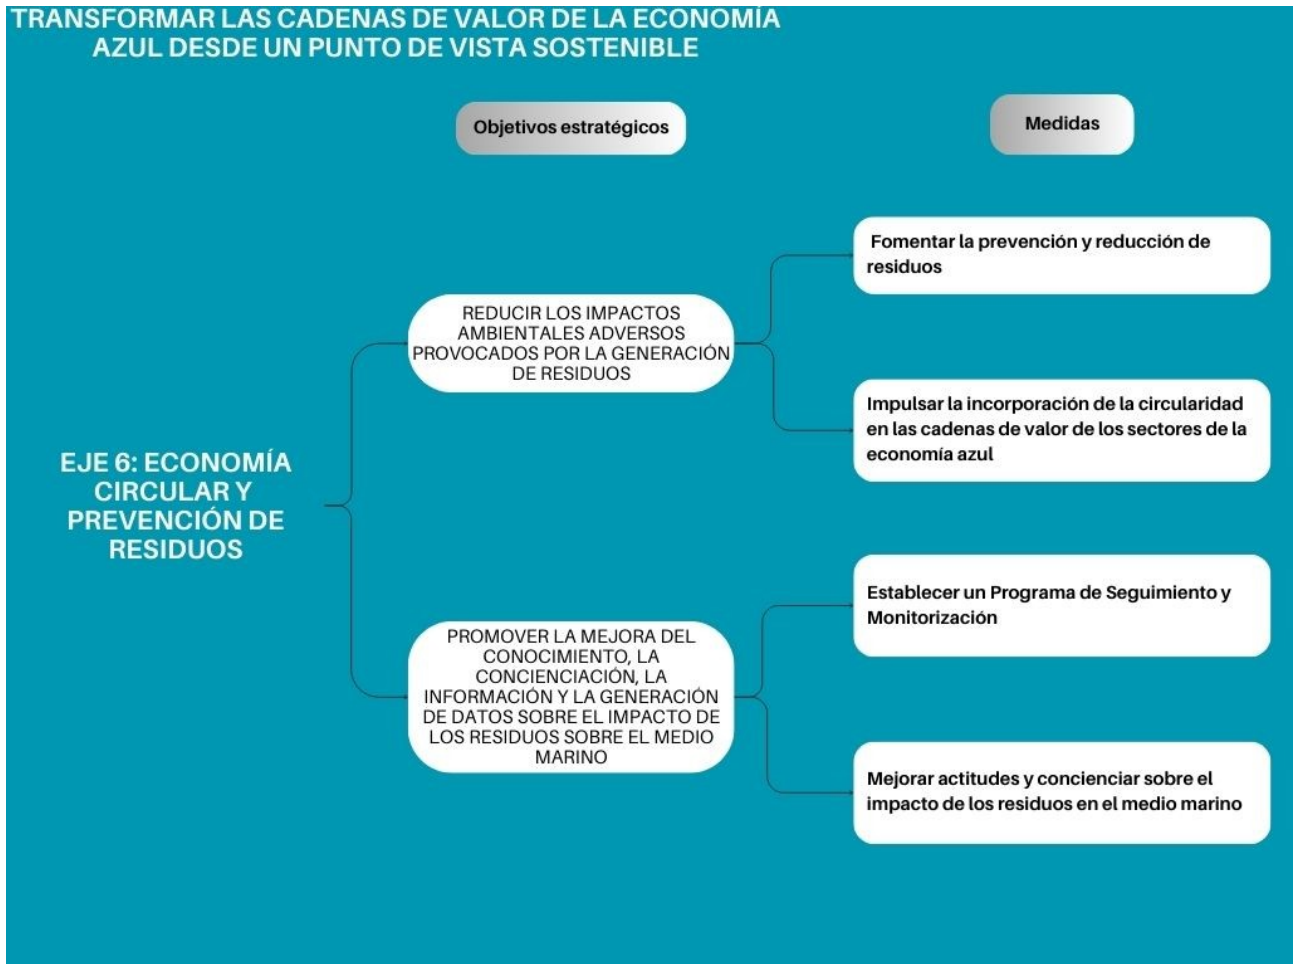 TRANSFORMAR LAS CADENAS DE VALOR DE LA ECONOMÍA
AZUL DESDE UN PUNTO DE VISTA SOSTENIBLE
Objetivos estratégicos
Medidas
EJE 6: ECONOMÍA
CIRCULAR Y
PREVENCIÓN DE
RESIDUOS
REDUCIR LOS IMPACTOS
AMBIENTALES ADVERSOS
PROVOCADOS POR LA GENERACIÓN
DE RESIDUOS
Fomentar la prevención y reducción de
residuos
Impulsar la incorporación de la circularidad
en las cadenas de valor de los sectores de la
economía azul
PROMOVER LA MEJORA DEL
CONOCIMIENTO, LA
CONCIENCIACIÓN, LA
INFORMACIÓN Y LA GENERACIÓN
DE DATOS SOBRE EL IMPACTO DE
LOS RESIDUOS SOBRE EL MEDIO
MARINO
Establecer un Programa de Seguimiento y
Monitorización
Mejorar actitudes y concienciar sobre el
impacto de los residuos en el medio marino